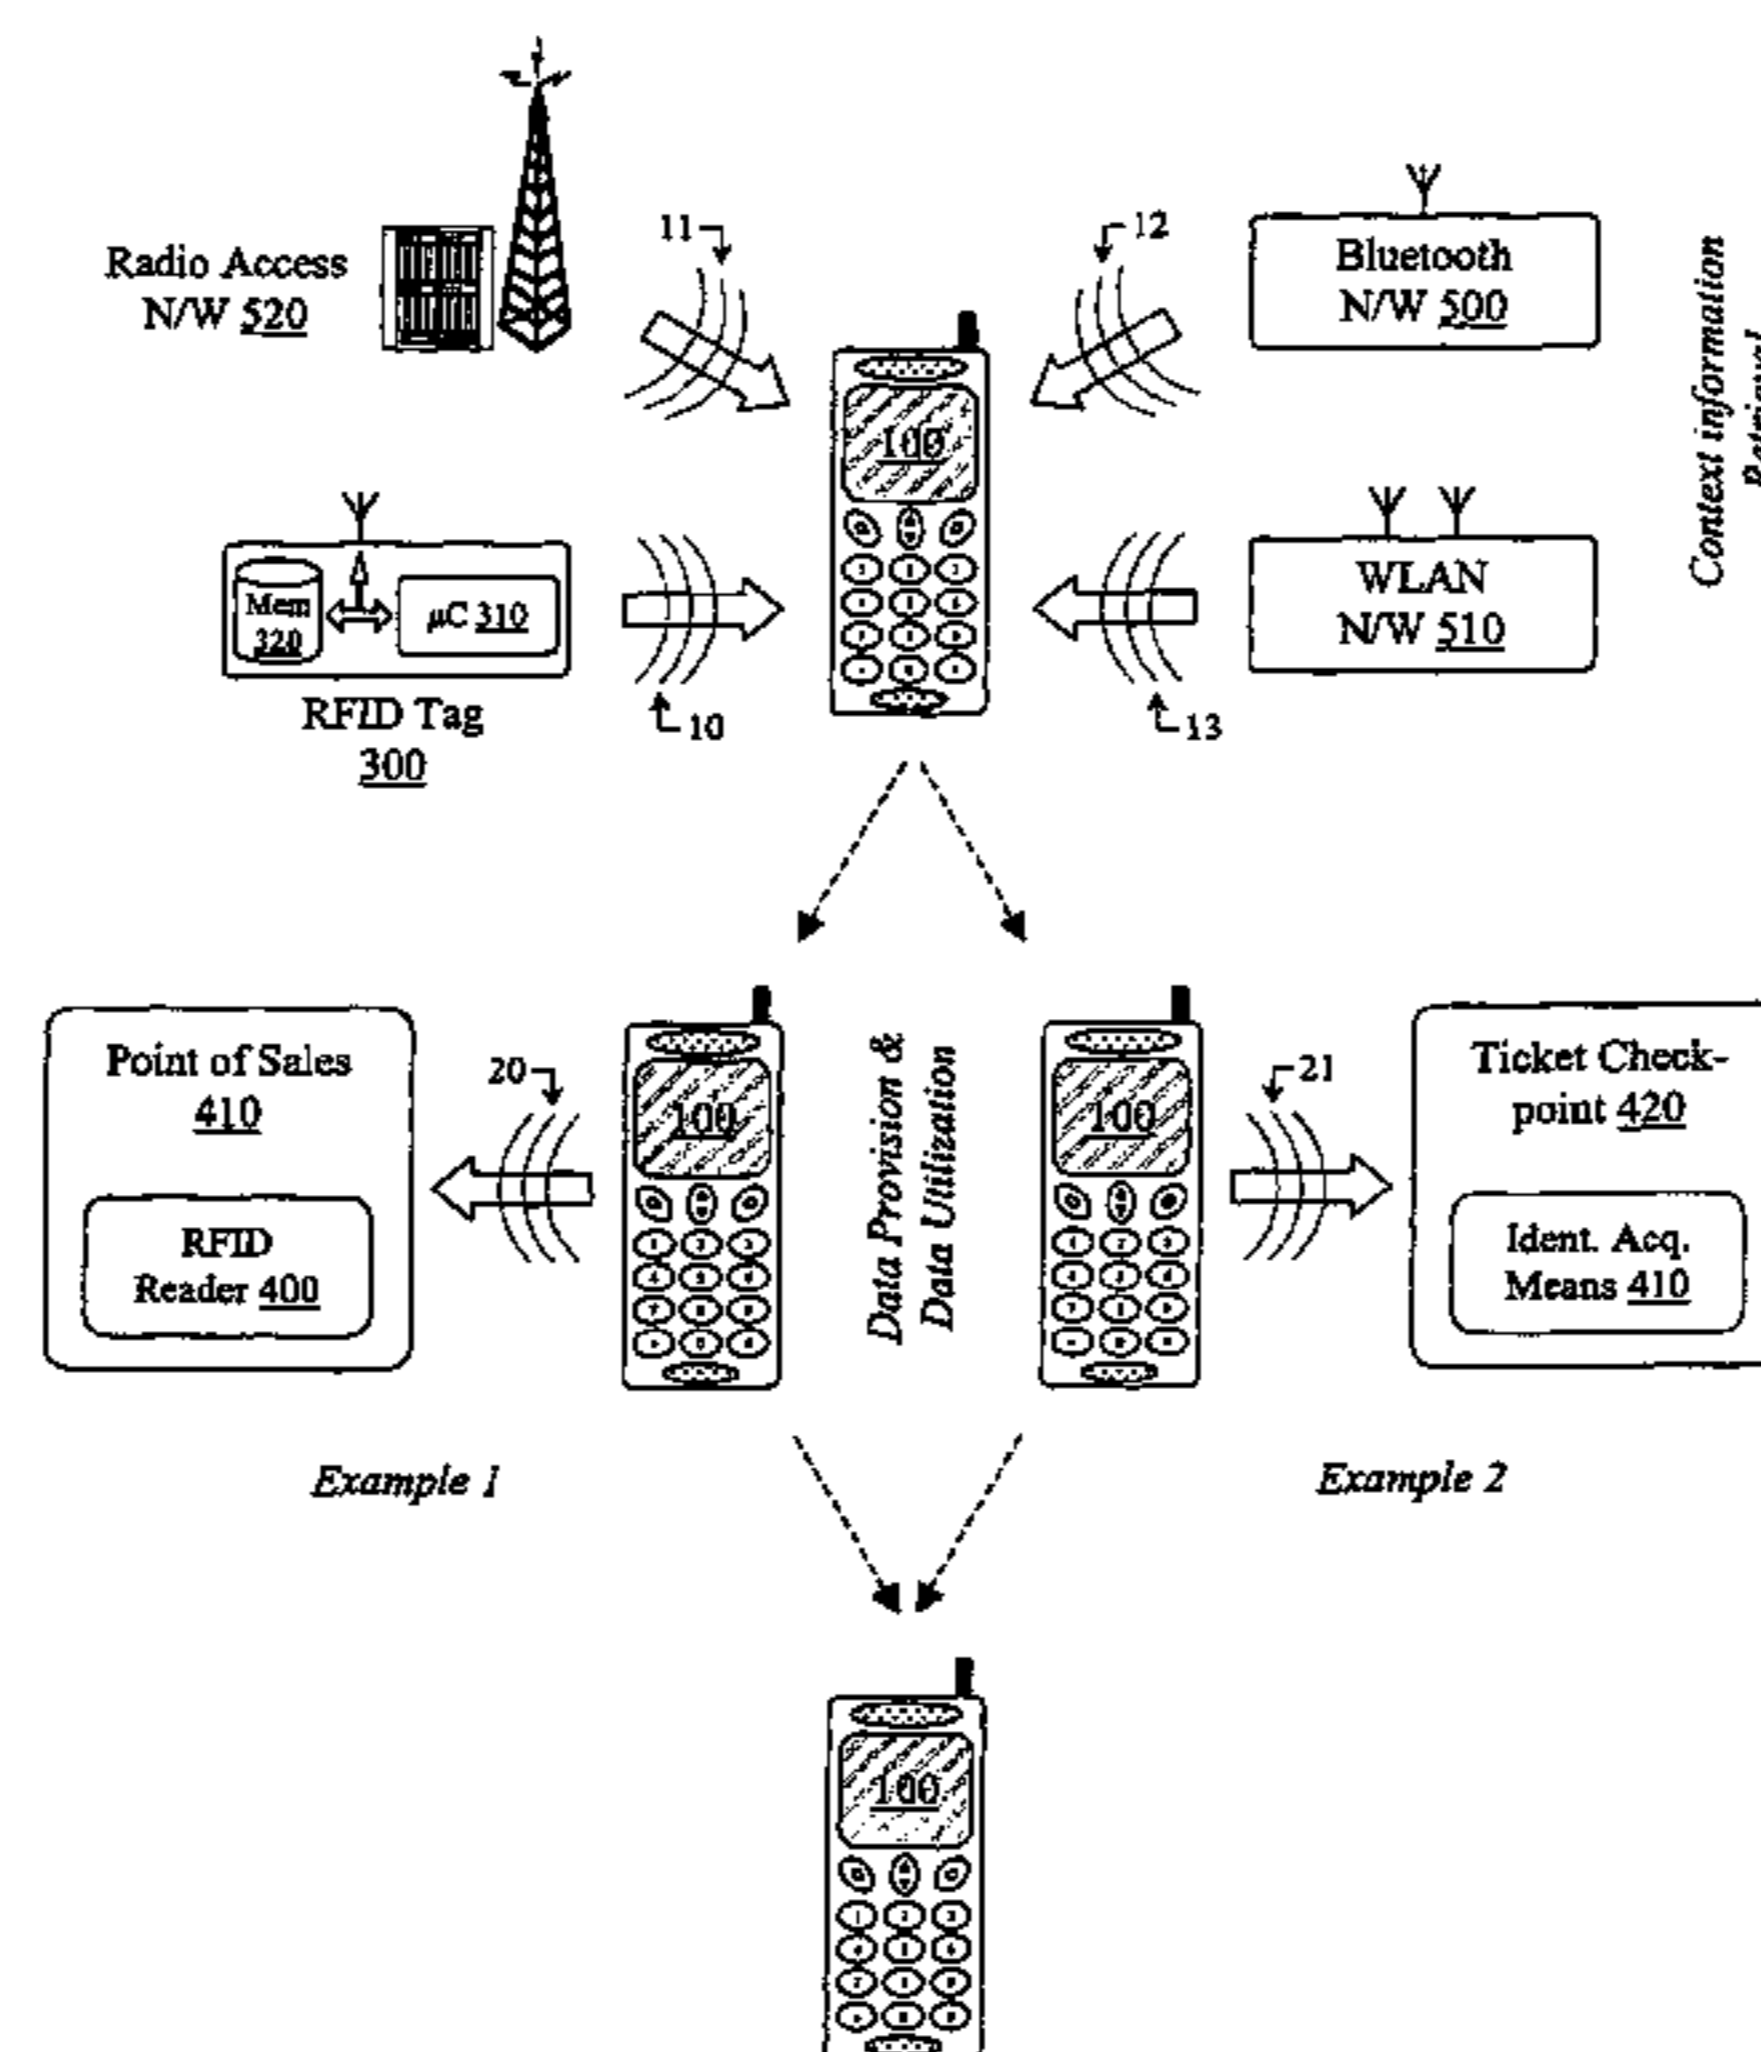 11
12
Radio Access
N/W 520
Bluetooth
N/W 500
Context information
100
Mem
320
µC 310
WLAN
N/W 510
RFID Tag
300
10
13
Point of Sales
410
RFID
Reader 400
20
100
Data Provision &
Data Utilization
100
21
Ticket Check-
point 420
Ident. Acq.
Means 410
Example 1
Example 2
100